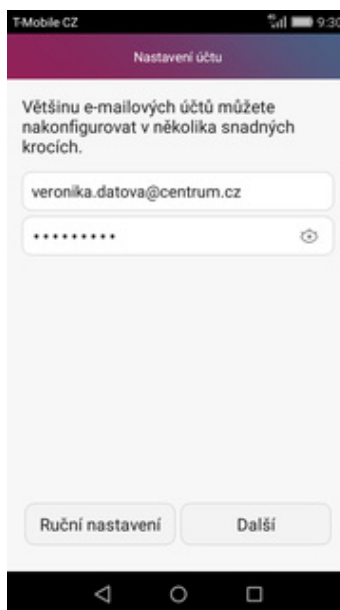 T-Mobile CZ 9:30
Nastavení účtu
Většinu e-mailových účtů můžete
nakonfigurovat v několika snadných
krocích.
veronika.datova@centrum.cz
•••••••••
Ruční nastavení Další